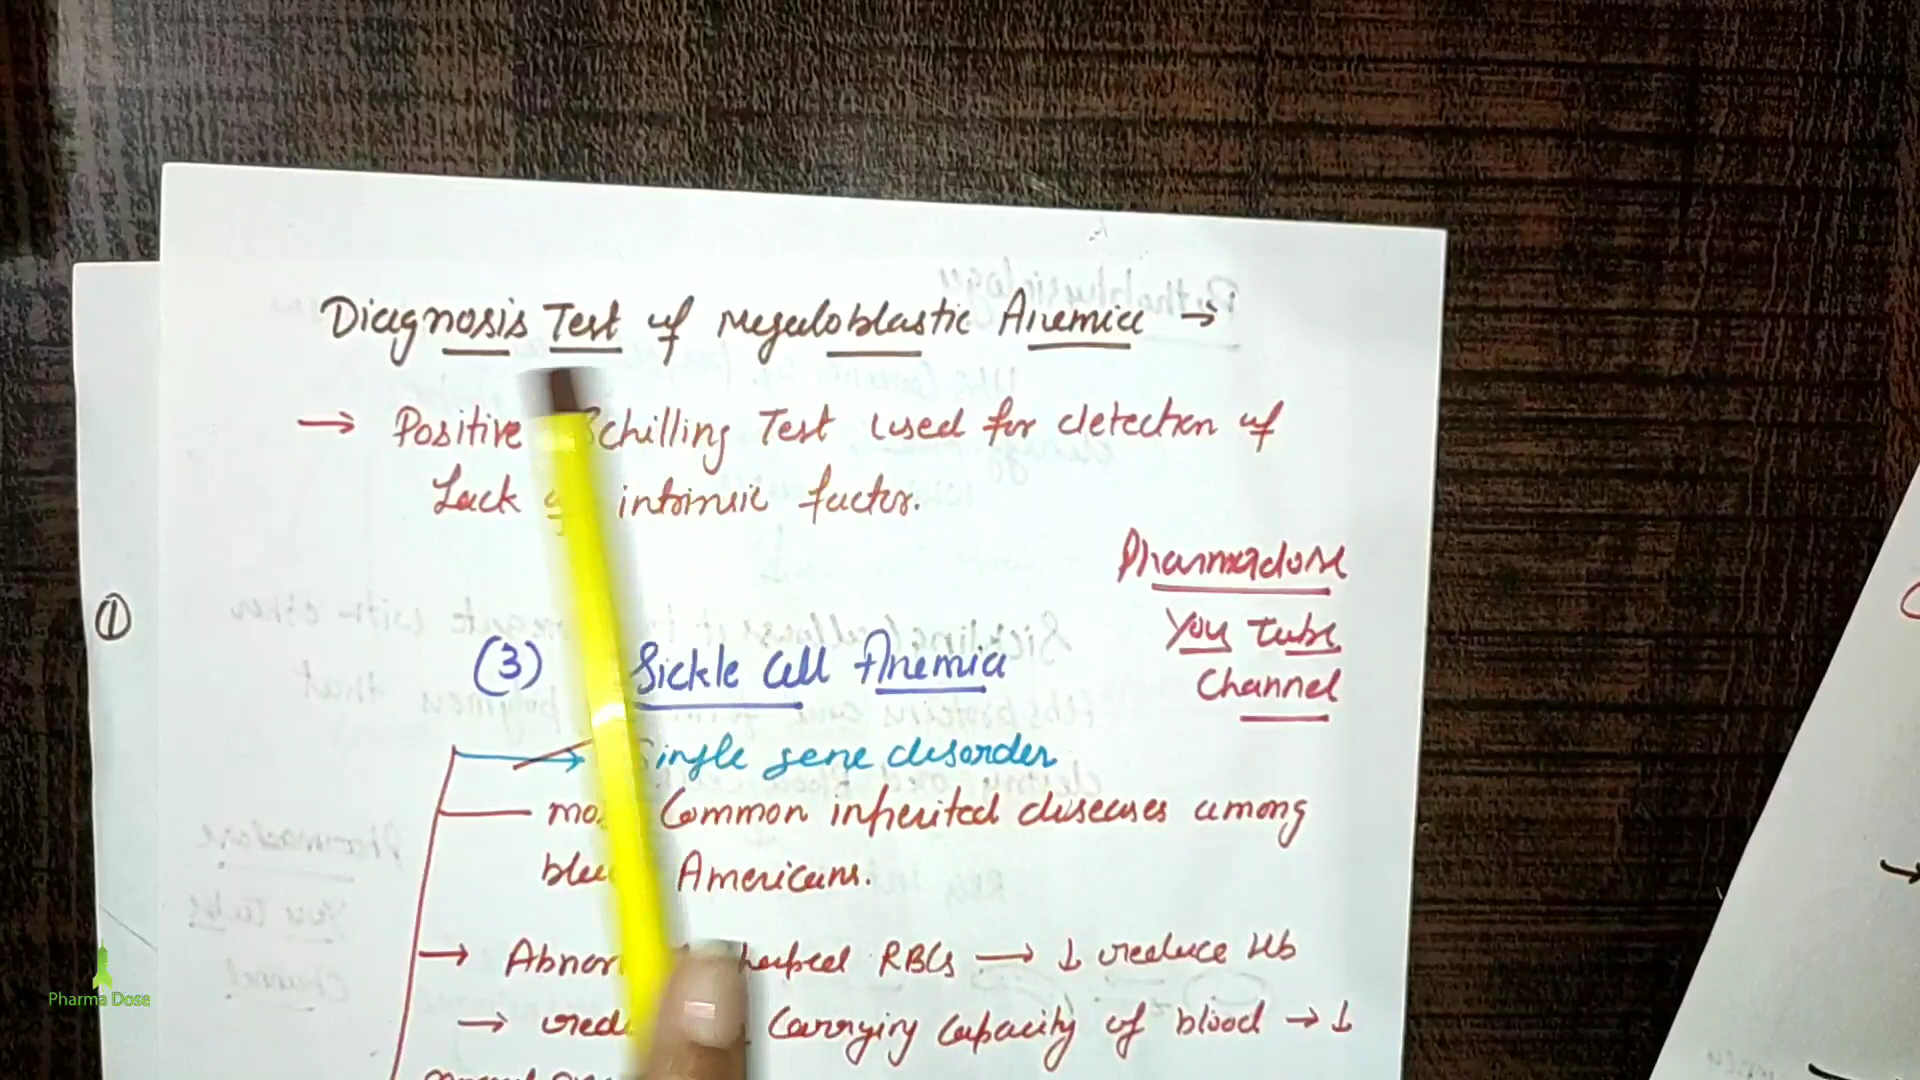 Diagnosis Test of Megaloblastic Anemia →
→ Positive Schilling Test used for detection of
Lack of intrinsic factor.
Pharmadose
You Tube
Channel
①
(3) Sickle Cell Anemia
Single gene disorder
most Common inherited diseases among
Americans.
→ RBCs → ↓ reduce Hb
→ Carrying Capacity of blood → ↓
Pharma Dose